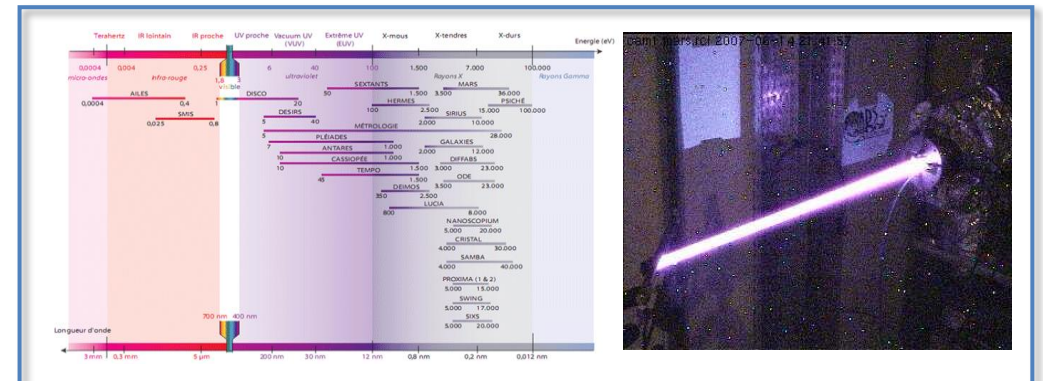 Terahertz IR lointain IR proche UV proche Vacuum UV (VUV) Extrême UV (EUV) X-mous X-tendres X-durs
Energie (eV)
0,0004 0,004 0,25 1,8 3 6 40 100 1.500 7.000 100.000
micro-ondes Infra-rouge visible ultraviolet Rayons X Rayons Gamma
AILES
0,0004 0,4
SMIS
0,025 0,8
DISCO
1 20
DESIRS
5 40
SEXTANTS
50 1.500
MARS
3.500 36.000
HERMES
100 2.500
PSICHÉ
15.000 100.000
SIRIUS
2.000 10.000
MÉTROLOGIE
5 28.000
PLÉIADES
7 1.000
GALAXIES
2.000 12.000
ANTARES
10 1.000
DIFFABS
3.000 23.000
CASSIOPÉE
10 1.500
TEMPO
45 1.500
ODE
3.500 23.000
DEIMOS
350 2.500
LUCIA
800 8.000
NANOSCOPIUM
5.000 20.000
CRISTAL
4.000 30.000
SAMBA
4.000 40.000
PROXIMA (1 & 2)
5.000 15.000
SWING
5.000 17.000
SIXS
5.000 20.000
700 nm 400 nm
Longueur d'onde
3 mm 0,3 mm 5 µm 200 nm 30 nm 12 nm 0,8 nm 0,2 nm 0,012 nm
MARS